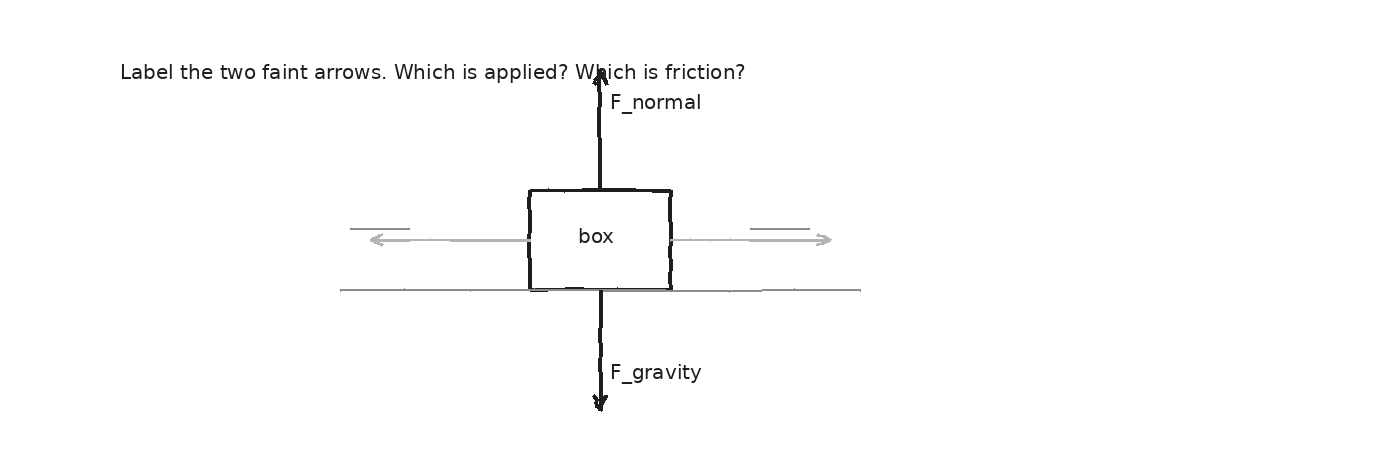 Label the two faint arrows. Which is applied? Which is friction?
F_normal
box
F_gravity